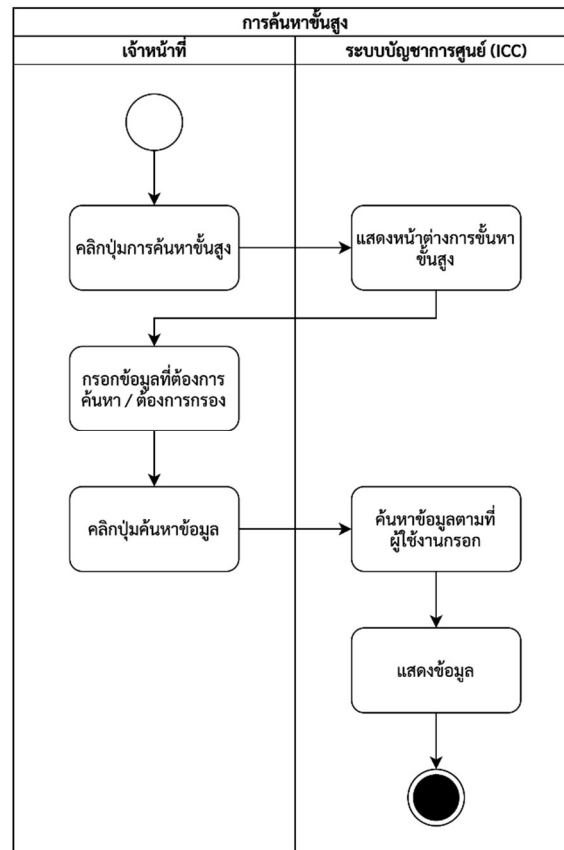 การค้นหาขั้นสูง
เจ้าหน้าที่
ระบบบัญชาการศูนย์ (ICC)
คลิกปุ่มการค้นหาขั้นสูง
แสดงหน้าต่างการขั้นหา
ขั้นสูง
กรอกข้อมูลที่ต้องการ
ค้นหา / ต้องการกรอง
คลิกปุ่มค้นหาข้อมูล
ค้นหาข้อมูลตามที่
ผู้ใช้งานกรอก
แสดงข้อมูล